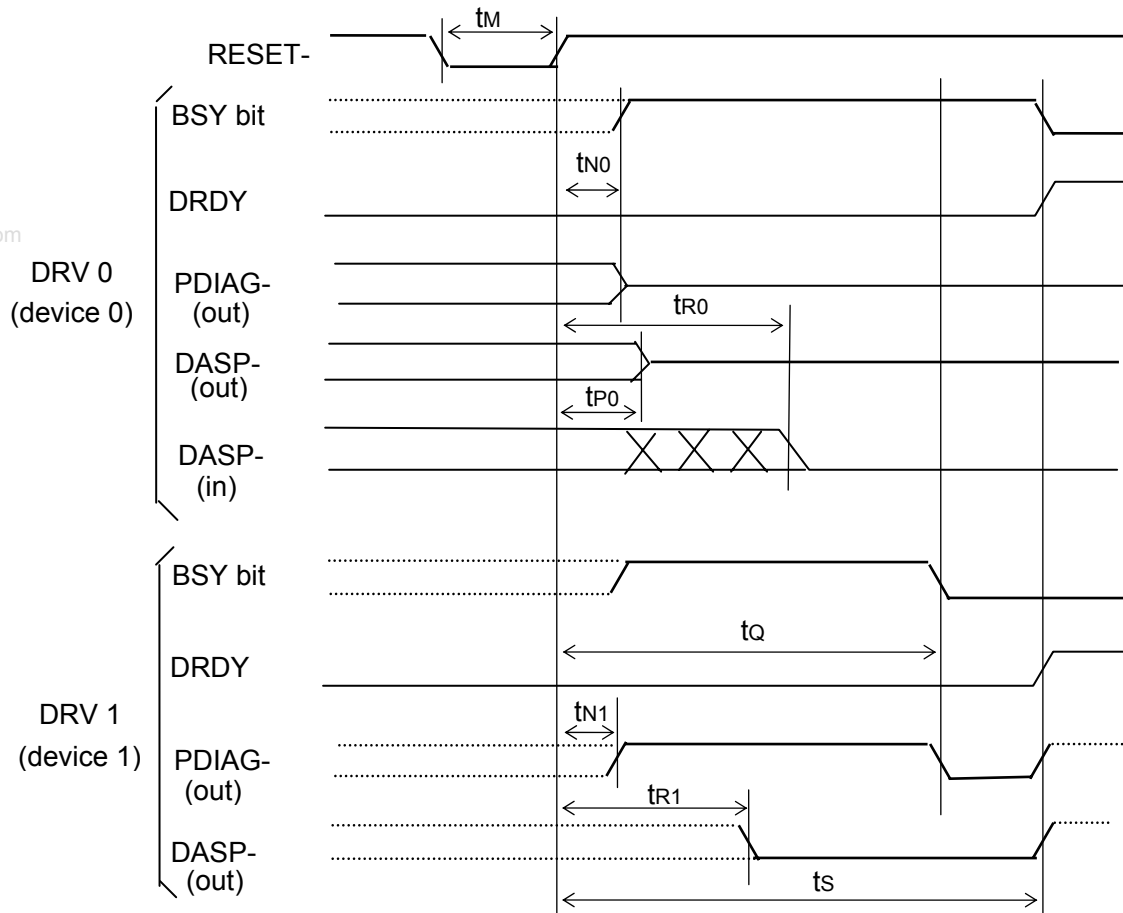 tM
RESET-
BSY bit
tN0
DRDY
om
DRV 0
(device 0)
PDIAG-
(out)
tR0
DASP-
(out)
tP0
DASP-
(in)
BSY bit
tQ
DRDY
DRV 1
(device 1)
tN1
PDIAG-
(out)
tR1
DASP-
(out)
tS